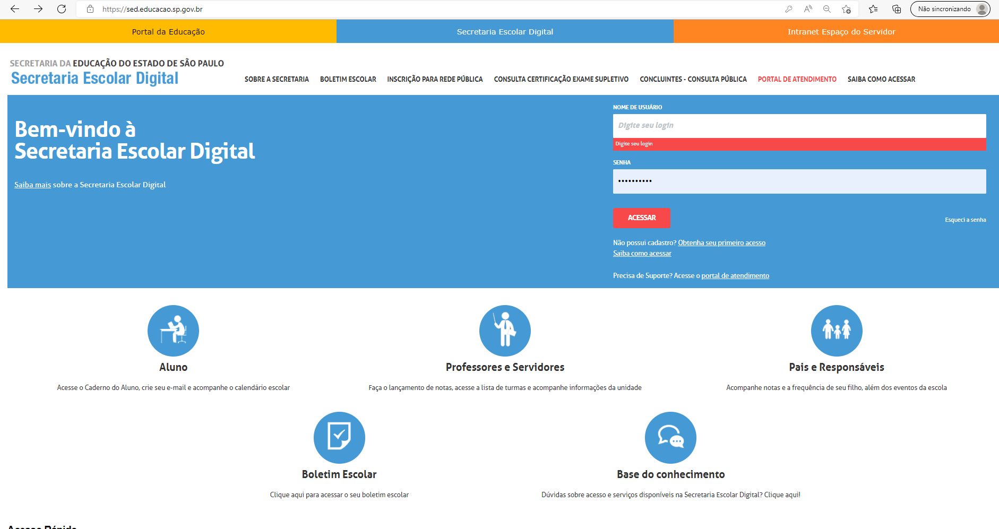 https://sed.educacao.sp.gov.br
Não sincronizando
Portal da Educação
Secretaria Escolar Digital
Intranet Espaço do Servidor
SECRETARIA DA EDUCAÇÃO DO ESTADO DE SÃO PAULO
Secretaria Escolar Digital
SOBRE A SECRETARIA
BOLETIM ESCOLAR
INSCRIÇÃO PARA REDE PÚBLICA
CONSULTA CERTIFICAÇÃO EXAME SUPLETIVO
CONCLUINTES - CONSULTA PÚBLICA
PORTAL DE ATENDIMENTO
SAIBA COMO ACESSAR
Bem-vindo à
Secretaria Escolar Digital
Saiba mais sobre a Secretaria Escolar Digital
NOME DE USUÁRIO
Digite seu login
Digite seu login
SENHA
••••••••••
ACESSAR
Esqueci a senha
Não possui cadastro? Obtenha seu primeiro acesso
Saiba como acessar
Precisa de Suporte? Acesse o portal de atendimento
Aluno
Acesse o Caderno do Aluno, crie seu e-mail e acompanhe o calendário escolar
Professores e Servidores
Faça o lançamento de notas, acesse a lista de turmas e acompanhe informações da unidade
Pais e Responsáveis
Acompanhe notas e a frequência de seu filho, além dos eventos da escola
Boletim Escolar
Clique aqui para acessar o seu boletim escolar
Base do conhecimento
Dúvidas sobre acesso e serviços disponíveis na Secretaria Escolar Digital? Clique aqui!
Acesso Rápido